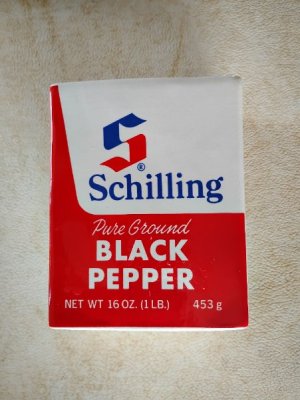 S
®
Schilling
Pure Ground
BLACK
PEPPER
NET WT 16 OZ. (1 LB.) 453 g